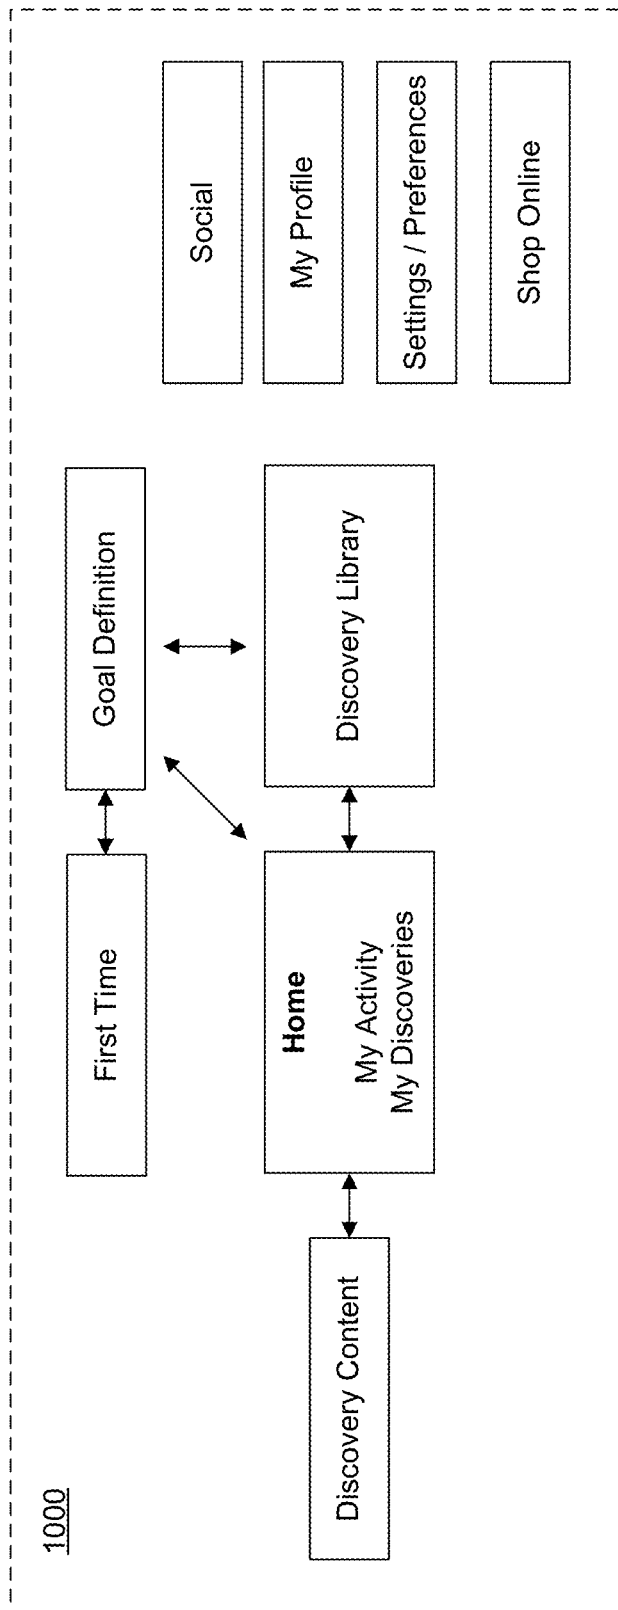 1000
First Time
Goal Definition
Social
My Profile
Settings / Preferences
Shop Online
Discovery Content
Home
My Activity
My Discoveries
Discovery Library